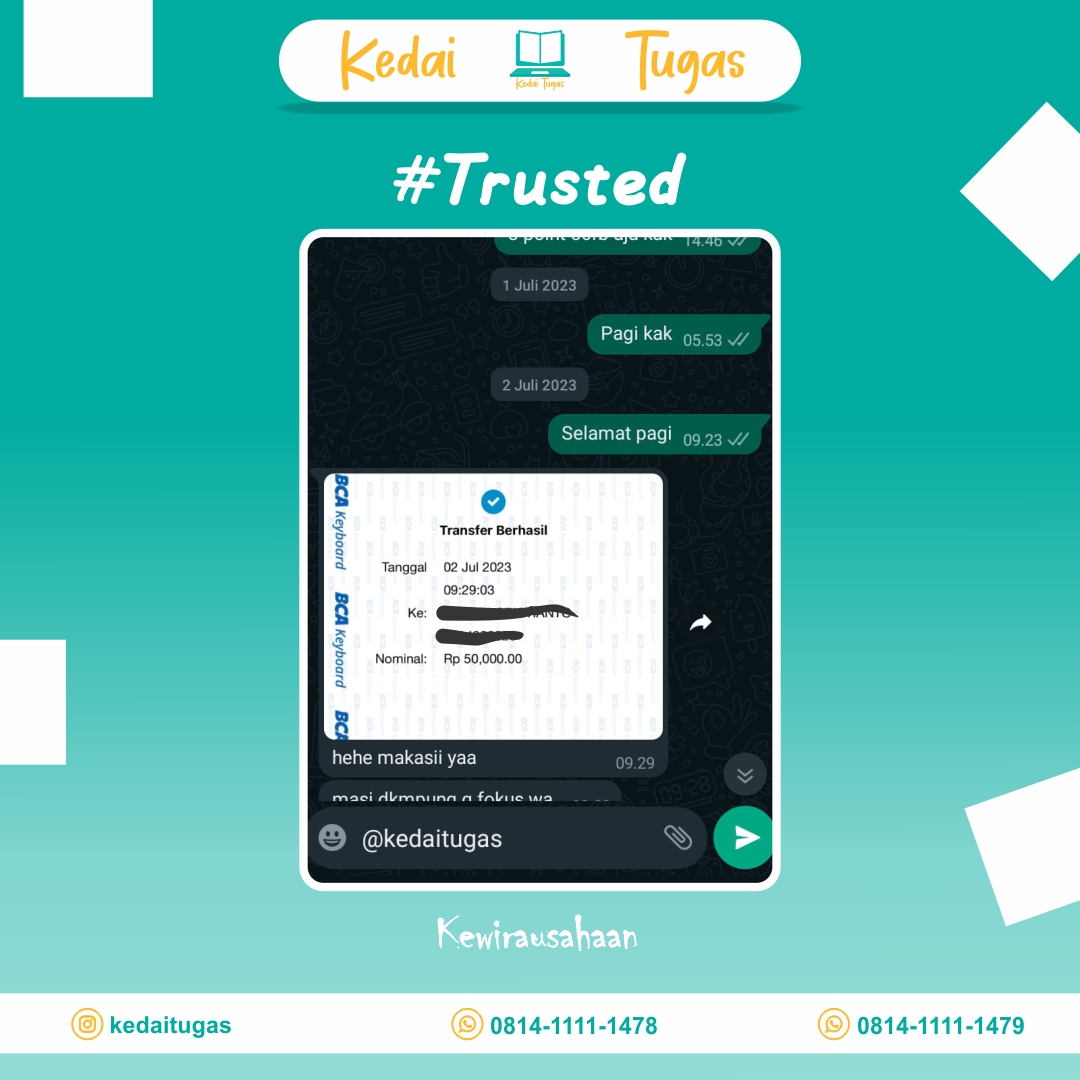 Kedai Tugas
Kedai Tugas
#Trusted
aja kak 14.46
1 Juli 2023
Pagi kak 05.53
2 Juli 2023
Selamat pagi 09.23
BCA Keyboard
BCA Keyboard
BCA
Transfer Berhasil
Tanggal 02 Jul 2023
09:29:03
Ke:
Nominal: Rp 50,000.00
hehe makasii yaa 09.29
masi dkmpung g fokus wa
@kedaitugas
Kewirausahaan
kedaitugas 0814-1111-1478 0814-1111-1479